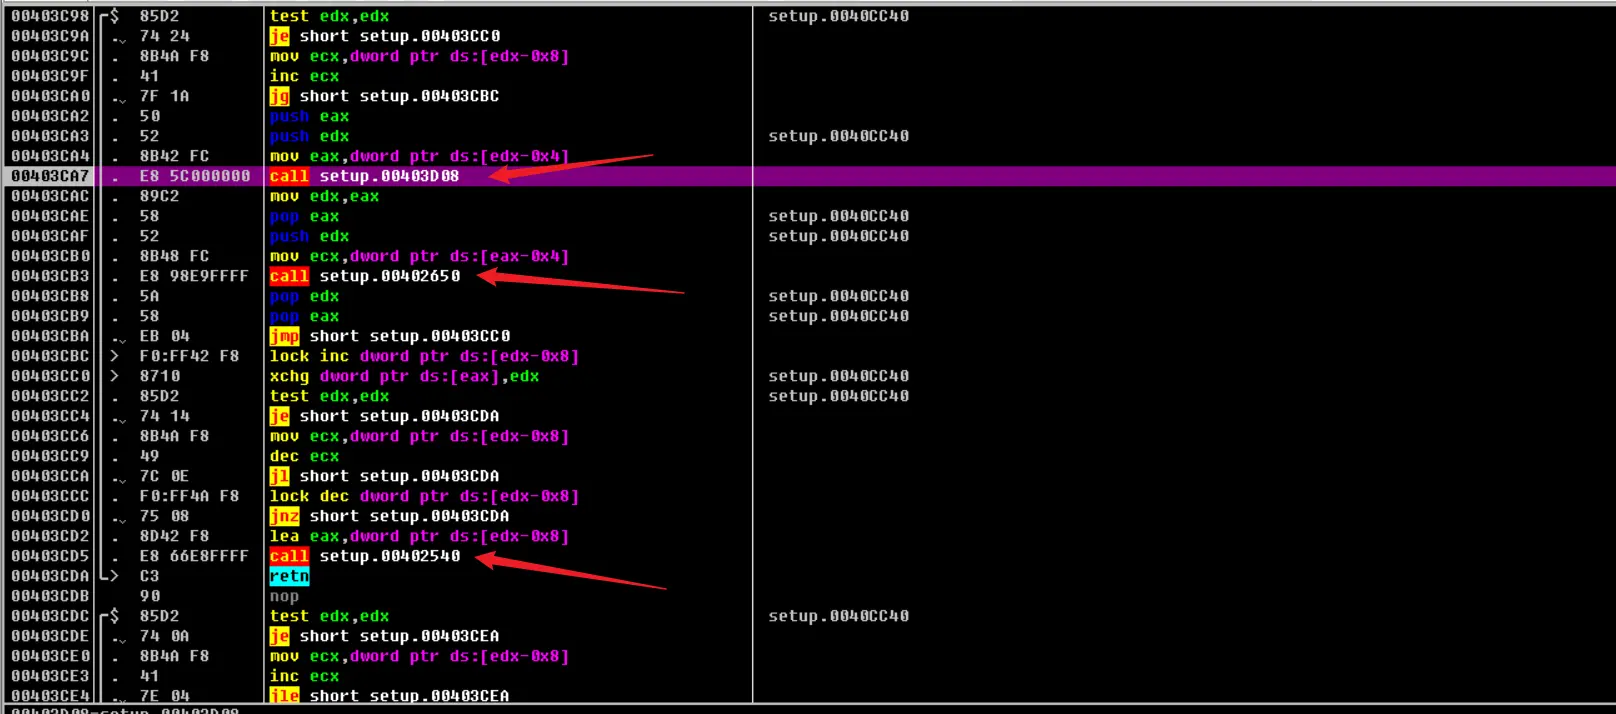 00403C98 $ 85D2 test edx,edx setup.0040CC40
00403C9A . 74 24 je short setup.00403CC0
00403C9C . 8B4A F8 mov ecx,dword ptr ds:[edx-0x8]
00403C9F . 41 inc ecx
00403CA0 . 7F 1A jg short setup.00403CBC
00403CA2 . 50 push eax
00403CA3 . 52 push edx setup.0040CC40
00403CA4 . 8B42 FC mov eax,dword ptr ds:[edx-0x4]
00403CA7 . E8 5C000000 call setup.00403D08
00403CAC . 89C2 mov edx,eax
00403CAE . 58 pop eax setup.0040CC40
00403CAF . 52 push edx setup.0040CC40
00403CB0 . 8B48 FC mov ecx,dword ptr ds:[eax-0x4]
00403CB3 . E8 98E9FFFF call setup.00402650
00403CB8 . 5A pop edx setup.0040CC40
00403CB9 . 58 pop eax setup.0040CC40
00403CBA . EB 04 jmp short setup.00403CC0
00403CBC > F0:FF42 F8 lock inc dword ptr ds:[edx-0x8]
00403CC0 > 8710 xchg dword ptr ds:[eax],edx setup.0040CC40
00403CC2 . 85D2 test edx,edx setup.0040CC40
00403CC4 . 74 14 je short setup.00403CDA
00403CC6 . 8B4A F8 mov ecx,dword ptr ds:[edx-0x8]
00403CC9 . 49 dec ecx
00403CCA . 7C 0E jl short setup.00403CDA
00403CCC . F0:FF4A F8 lock dec dword ptr ds:[edx-0x8]
00403CD0 . 75 08 jnz short setup.00403CDA
00403CD2 . 8D42 F8 lea eax,dword ptr ds:[edx-0x8]
00403CD5 . E8 66E8FFFF call setup.00402540
00403CDA > C3 retn
00403CDB 90 nop
00403CDC $ 85D2 test edx,edx setup.0040CC40
00403CDE . 74 0A je short setup.00403CEA
00403CE0 . 8B4A F8 mov ecx,dword ptr ds:[edx-0x8]
00403CE3 . 41 inc ecx
00403CE4 . 7E 04 jle short setup.00403CEA
00403D08=setup.00403D08